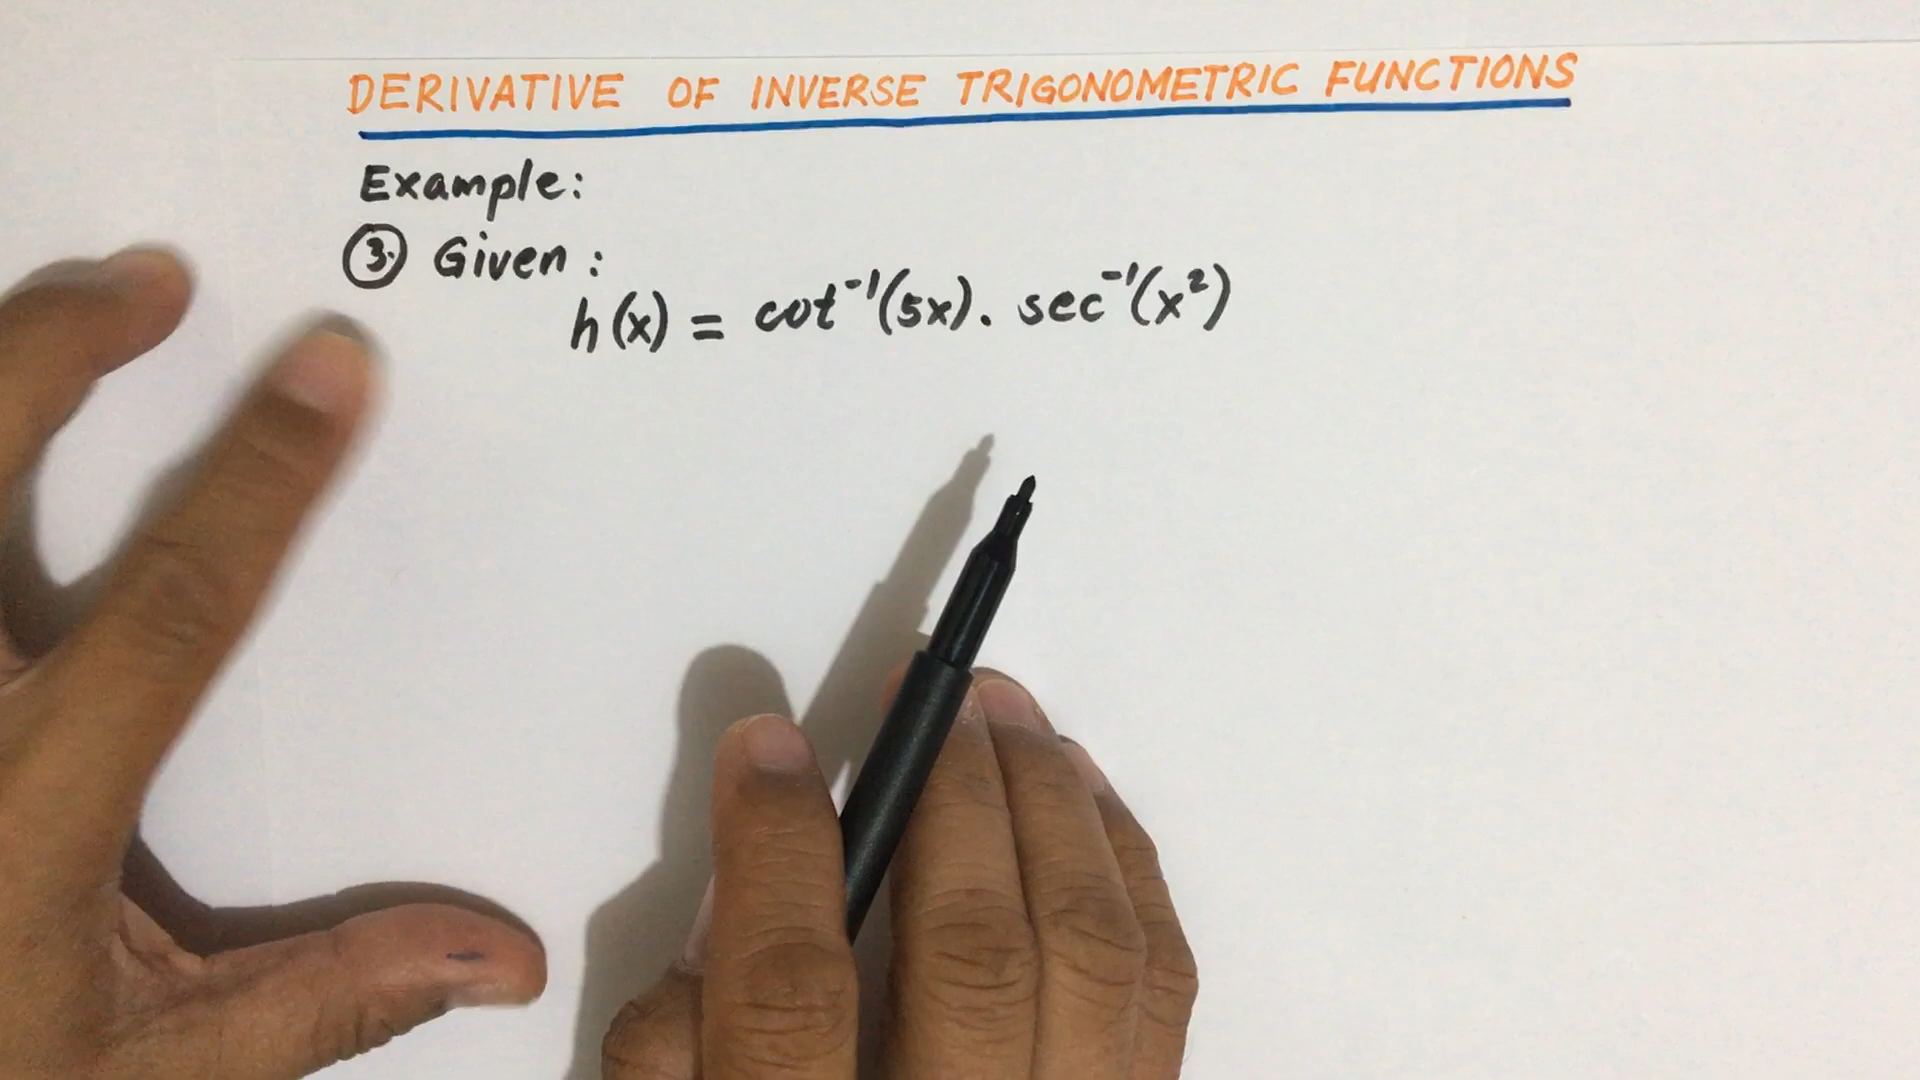 DERIVATIVE OF INVERSE TRIGONOMETRIC FUNCTIONS
Example:
③ Given:
h(x) = cot⁻¹(5x). sec⁻¹(x²)